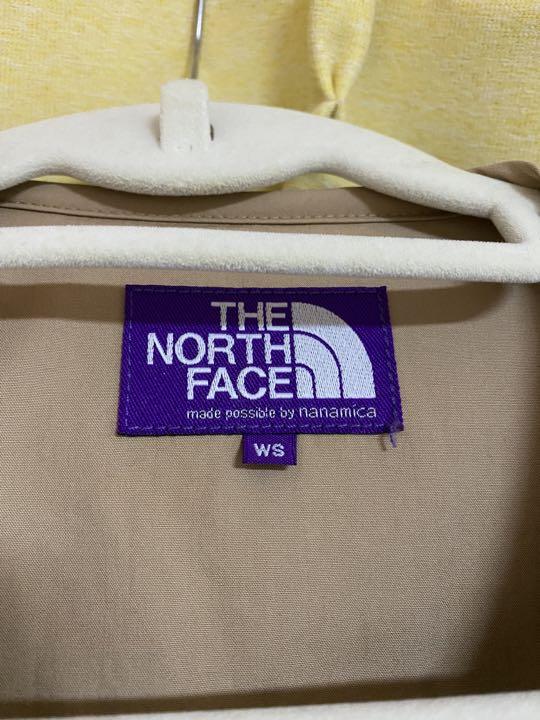 THE
NORTH
FACE
made possible by nanamica
WS